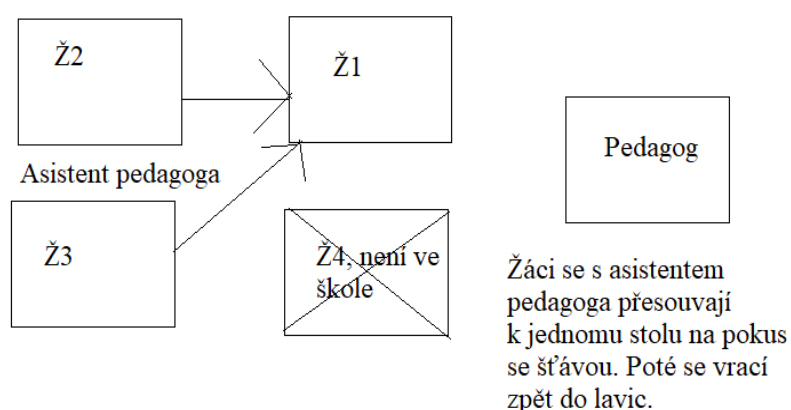 Ž2
Ž1
Pedagog
Asistent pedagoga
Ž3
Ž4, není ve
škole
Žáci se s asistentem
pedagoga přesouvají
k jednomu stolu na pokus
se šťávou. Poté se vrací
zpět do lavic.